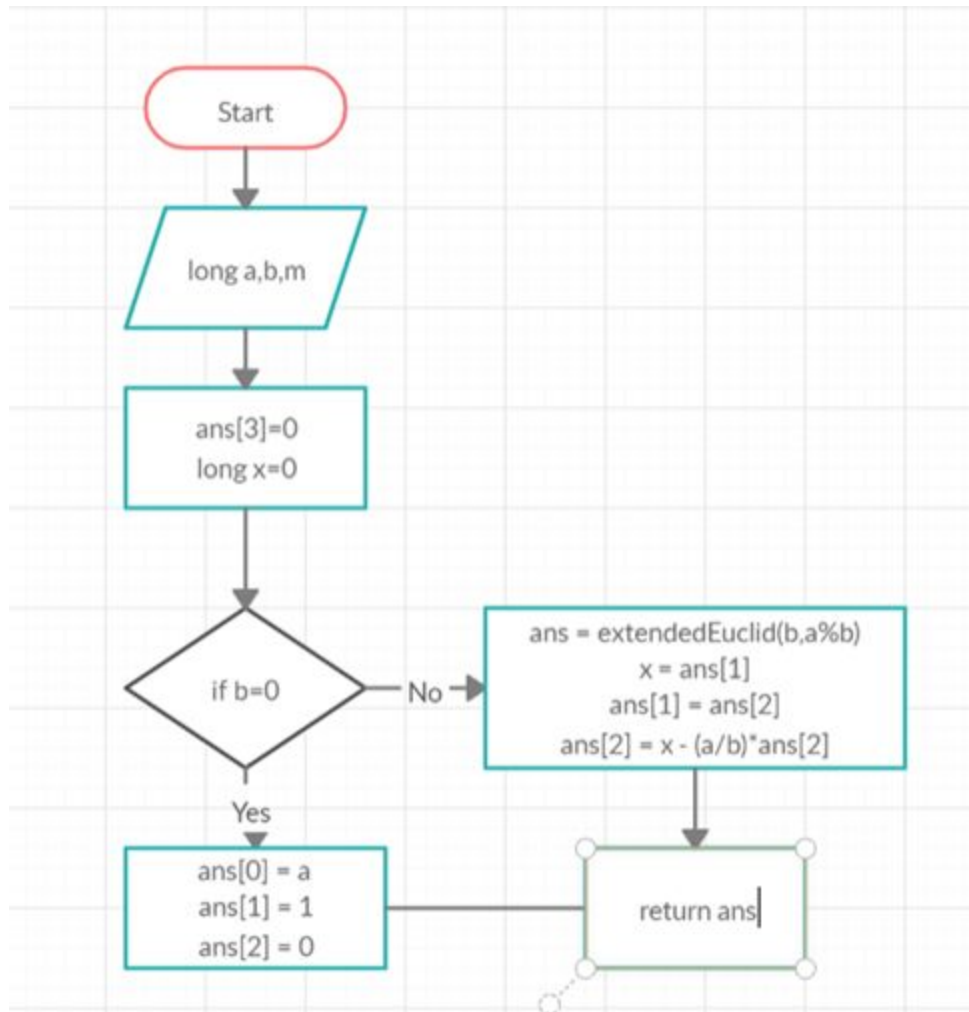 Start
long a,b,m
ans[3]=0
long x=0
if b=0
No
ans = extendedEuclid(b,a%b)
x = ans[1]
ans[1] = ans[2]
ans[2] = x - (a/b)*ans[2]
Yes
ans[0] = a
ans[1] = 1
ans[2] = 0
return ans